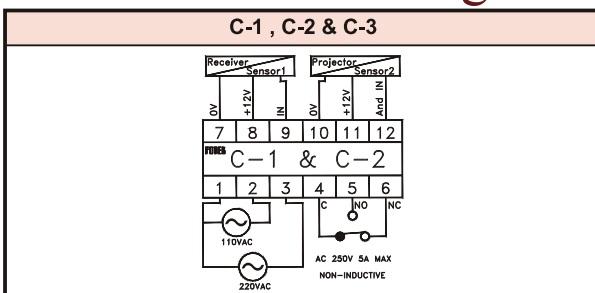 C-1 , C-2 & C-3
Receiver Projector
Sensor1 Sensor2
0V +12V IN 0V +12V And IN
7 8 9 10 11 12
C-1 & C-2
1 2 3 4 5 6
C NO NC
110VAC
AC 250V 5A MAX
220VAC NON-INDUCTIVE